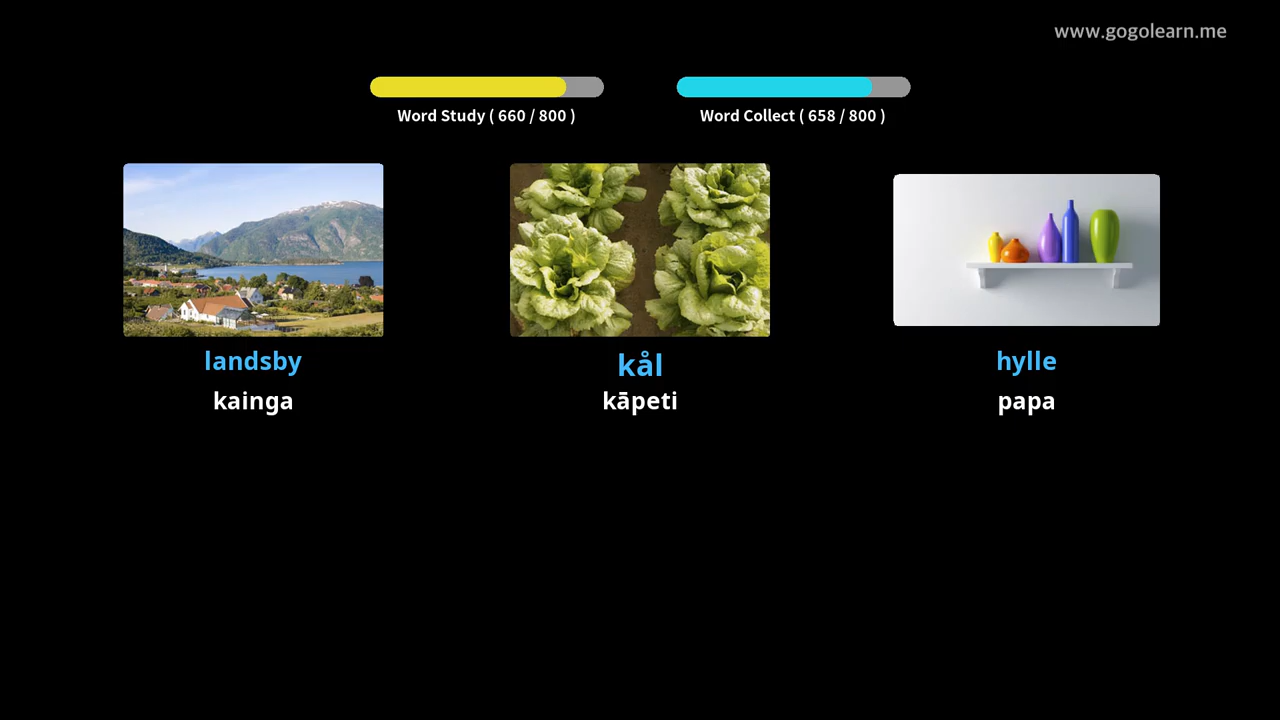 www.gogolearn.me
Word Study ( 660 / 800 )
Word Collect ( 658 / 800 )
landsby
kål
hylle
kainga
kāpeti
papa